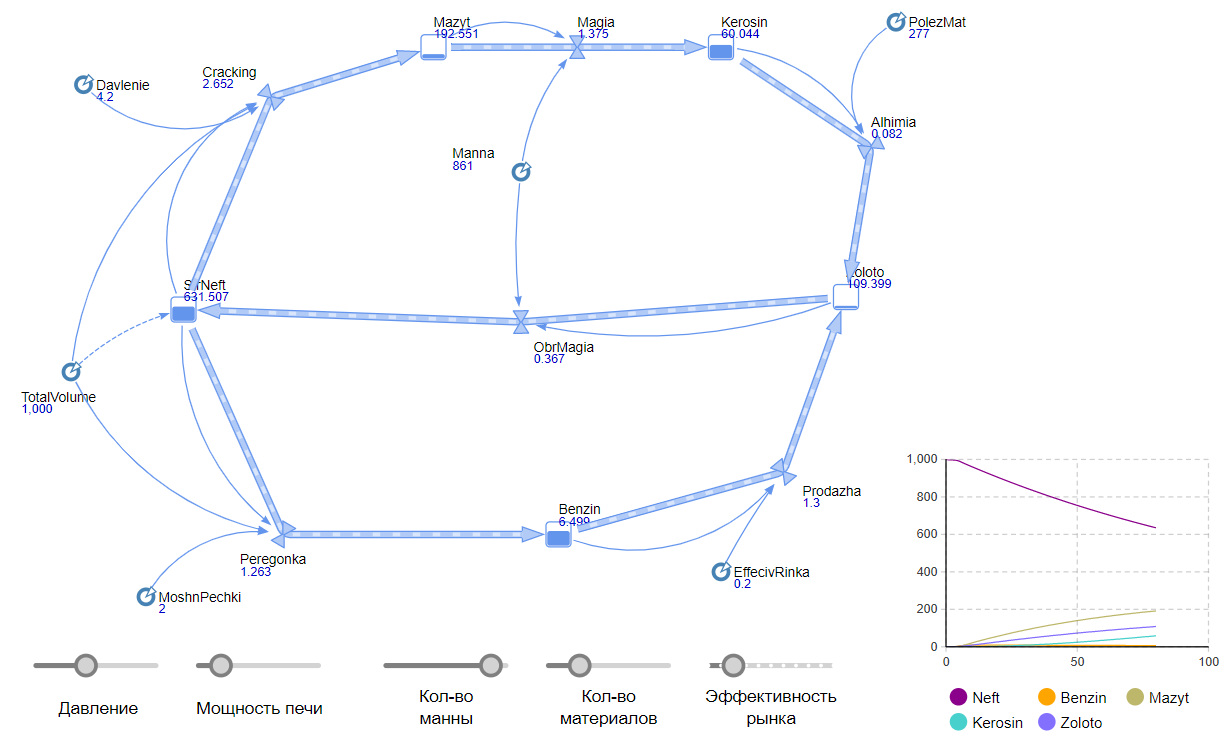 Mazyt
192.551
Magia
1.375
Kerosin
60.044
PolezMat
277
Cracking
2.652
Davlenie
4.2
Alhimia
0.082
Manna
861
SirNeft
631.507
Zoloto
109.399
ObrMagia
0.367
TotalVolume
1,000
Prodazha
1.3
Benzin
6.499
Peregonka
1.263
EffecivRinka
0.2
MoshnPechki
2
1,000
800
600
400
200
0
0 50 100
Neft Benzin Mazyt
Kerosin Zoloto
Давление
Мощность печи
Кол-во
манны
Кол-во
материалов
Эффективность
рынка